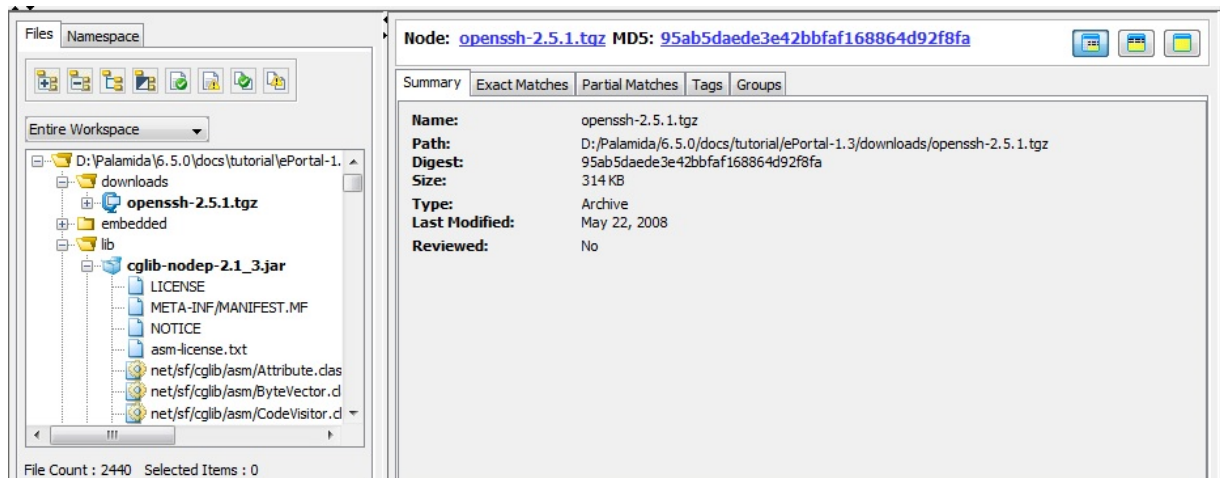 Files Namespace
Entire Workspace
D:\Palamida\6.5.0\docs\tutorial\ePortal-1.
downloads
openssh-2.5.1.tgz
embedded
lib
cglib-nodep-2.1_3.jar
LICENSE
META-INF/MANIFEST.MF
NOTICE
asm-license.txt
net/sf/cglib/asm/Attribute.clas
net/sf/cglib/asm/ByteVector.cl
net/sf/cglib/asm/CodeVisitor.cl
File Count : 2440 Selected Items : 0
Node: openssh-2.5.1.tgz MD5: 95ab5daede3e42bbfaf168864d92f8fa
Summary Exact Matches Partial Matches Tags Groups
Name: openssh-2.5.1.tgz
Path: D:/Palamida/6.5.0/docs/tutorial/ePortal-1.3/downloads/openssh-2.5.1.tgz
Digest: 95ab5daede3e42bbfaf168864d92f8fa
Size: 314 KB
Type: Archive
Last Modified: May 22, 2008
Reviewed: No